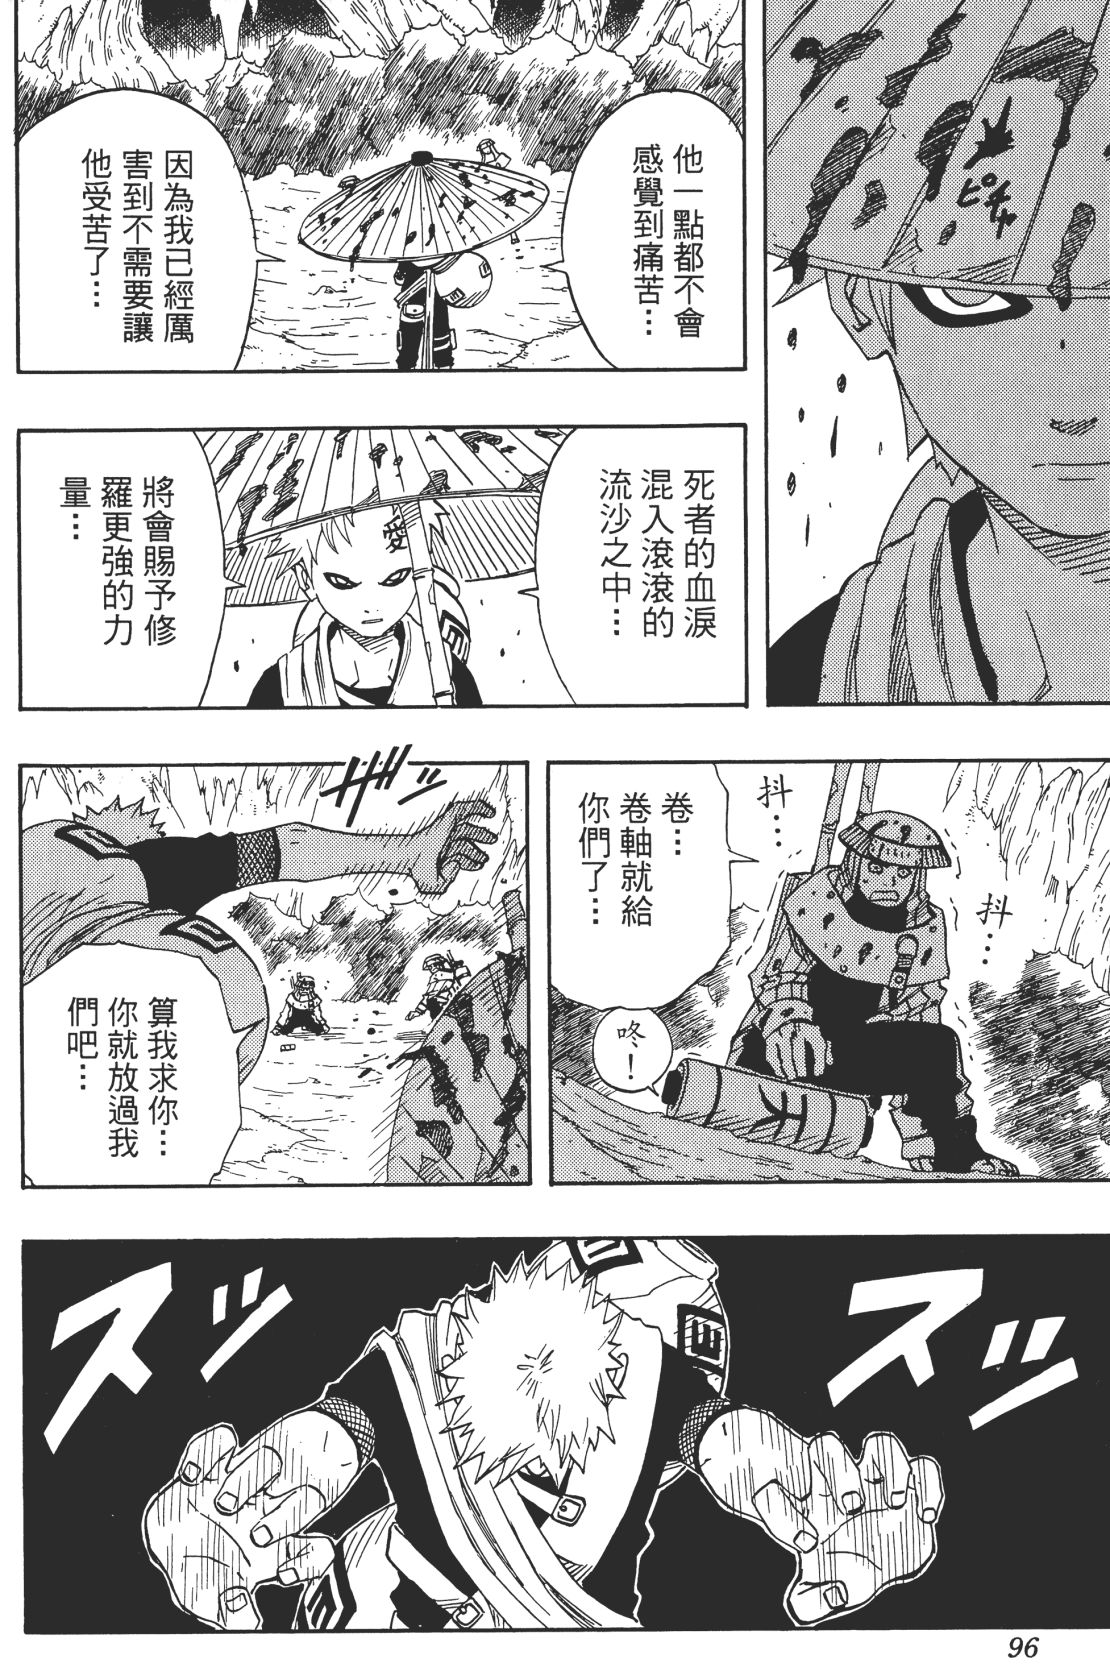 ピチャ
他一點都不會
感覺到痛苦…
因為我已經厲
害到不需要讓
他受苦了…
死者的血淚
混入滾滾的
流沙之中…
愛
將會賜予修
羅更強的力
量…
抖…
抖…
卷…
卷軸就給
你們了…
咚！
天
算我求你…
你就放過我
們吧…
スッ
スッ
96